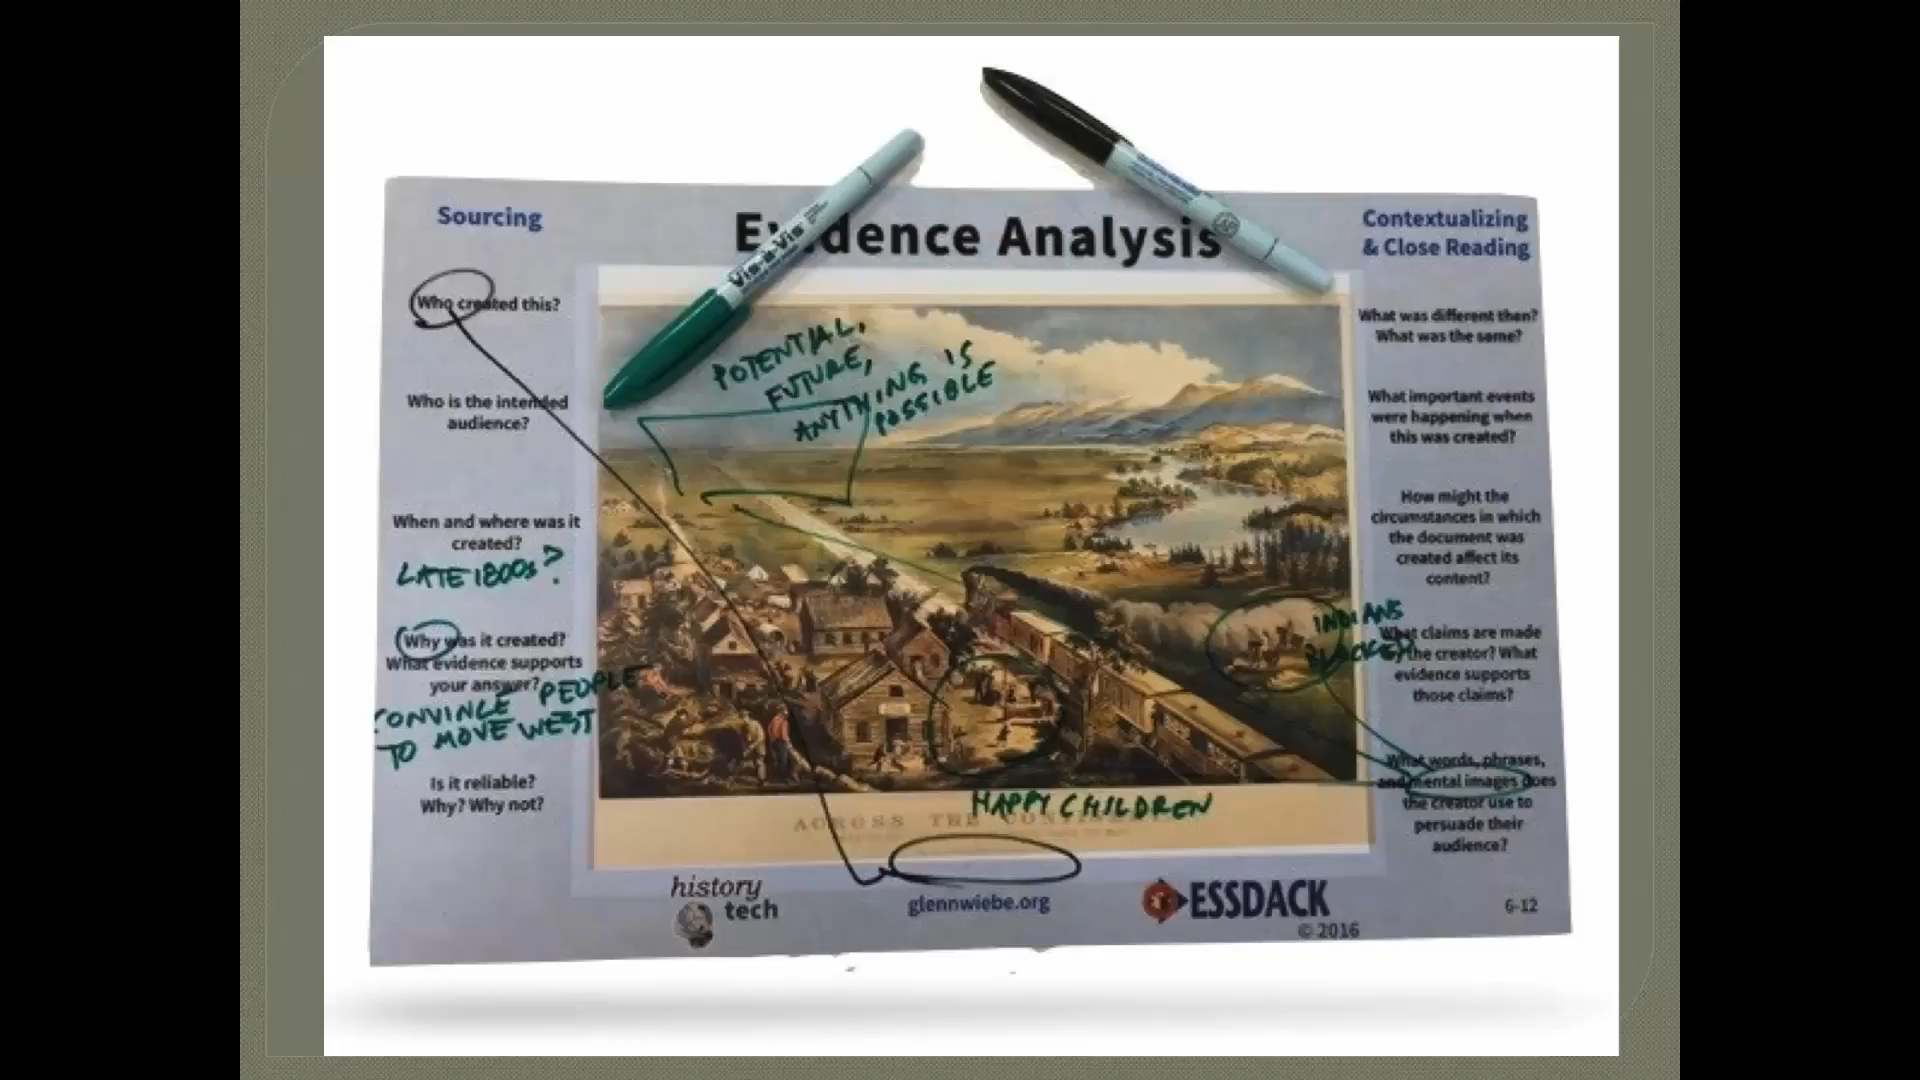 Sourcing
Evidence Analysis
Contextualizing
& Close Reading
Vis-à-Vis
Who created this?
Who is the intended
audience?
When and where was it
created?
LATE 1800s?
Why was it created?
What evidence supports
your answer?
CONVINCE PEOPLE
TO MOVE WEST
Is it reliable?
Why? Why not?
POTENTIAL,
FUTURE,
ANYTHING IS
POSSIBLE
INDIANS
BLOCKED
HAPPY CHILDREN
ACROSS THE
What was different then?
What was the same?
What important events
were happening when
this was created?
How might the
circumstances in which
the document was
created affect its
content?
What claims are made
by the creator? What
evidence supports
those claims?
What words, phrases,
and mental images does
the creator use to
persuade their
audience?
history
tech
glennwiebe.org
ESSDACK
© 2016
6-12